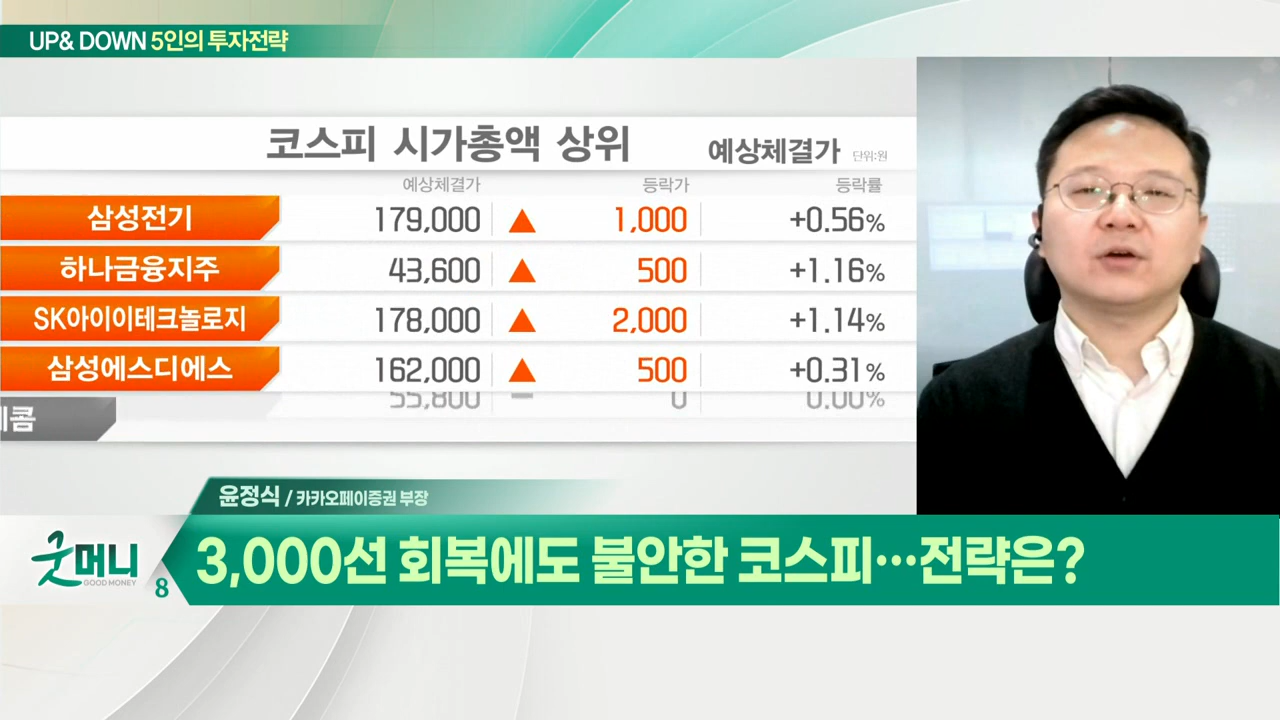 UP& DOWN 5인의 투자전략
코스피 시가총액 상위 예상체결가 단위:원
예상체결가 등락가 등락률
삼성전기 179,000 ▲ 1,000 +0.56%
하나금융지주 43,600 ▲ 500 +1.16%
SK아이이테크놀로지 178,000 ▲ 2,000 +1.14%
삼성에스디에스 162,000 ▲ 500 +0.31%
55,800 0 0.00%
윤정식 / 카카오페이증권 부장
굿머니 GOOD MONEY 8
3,000선 회복에도 불안한 코스피…전략은?